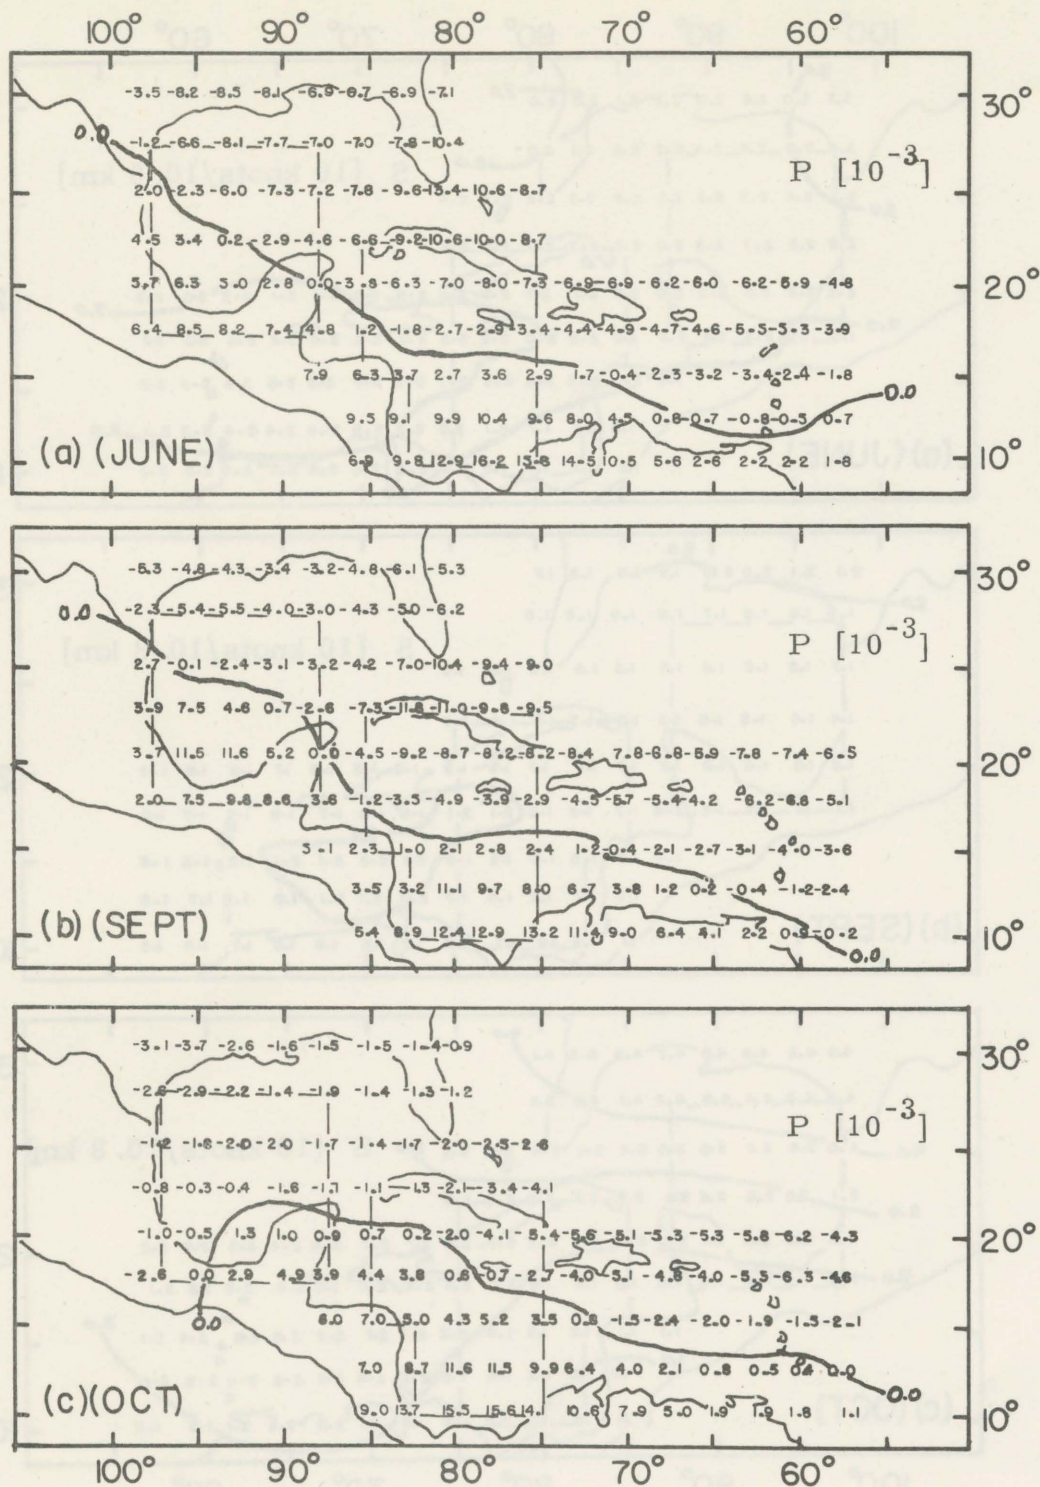 100° 90° 80° 70° 60°
-3.5 -8.2 -8.5 -8.1 -6.9 -6.7 -6.9 -7.1 30°
0.0 -1.2 -6.6 -8.1 -7.7 -7.0 -7.0 -7.8 -10.4
P [10⁻³]
2.0 -2.3 -6.0 -7.3 -7.2 -7.8 -9.6 -13.4 -10.6 -8.7
4.5 3.4 0.2 -2.9 -4.6 -6.6 -9.2 -10.6 -10.0 -8.7
3.7 6.3 3.0 2.8 0.0 -3.8 -6.3 -7.0 -8.0 -7.3 -6.9 -6.9 -6.2 -6.0 -6.2 -5.9 -4.8 20°
6.4 8.5 8.2 7.4 4.8 1.2 -1.8 -2.7 -2.9 -3.4 -4.4 -4.9 -4.7 -4.6 -5.5 -5.3 -3.9
7.9 6.3 3.7 2.7 3.6 2.9 1.7 -0.4 -2.3 -3.2 -3.4 -2.4 -1.8
0.0
9.5 9.1 9.9 10.4 9.6 8.0 4.5 0.8 -0.7 -0.8 -0.5 0.7
(a) (JUNE) 6.9 9.8 12.9 16.2 13.8 14.5 10.5 5.6 2.6 2.2 2.2 1.8 10°
-5.3 -4.8 -4.3 -3.4 -3.2 -4.8 -6.1 -5.3 30°
0.0 -2.3 -5.4 -5.5 -4.0 -3.0 -4.3 -5.0 -6.2
P [10⁻³]
2.7 -0.1 -2.4 -3.1 -3.2 -4.2 -7.0 -10.4 -9.4 -9.0
3.9 7.5 4.6 0.7 -2.6 -7.3 -11.8 -11.0 -9.8 -9.5
3.7 11.5 11.6 5.2 0.0 -4.5 -9.2 -8.7 -8.2 -8.2 -8.4 7.8 -6.8 -5.9 -7.8 -7.4 -6.5 20°
2.0 7.5 9.8 8.6 3.6 -1.2 -3.5 -4.9 -3.9 -2.9 -4.5 -5.7 -5.4 -4.2 -6.2 -6.8 -5.1
3.1 2.3 1.0 2.1 2.8 2.4 1.2 -0.4 -2.1 -2.7 -3.1 -4.0 -3.6
3.5 3.2 11.1 9.7 8.0 6.7 3.8 1.2 0.2 -0.4 -1.2 -2.4
(b) (SEPT) 5.4 8.9 12.4 12.9 13.2 11.4 9.0 6.4 4.1 2.2 0.9 -0.2 10°
0.0
-3.1 -3.7 -2.6 -1.6 -1.5 -1.5 -1.4 -0.9 30°
-2.8 -2.9 -2.2 -1.4 -1.9 -1.4 -1.3 -1.2
P [10⁻³]
-1.2 -1.8 -2.0 -2.0 -1.7 -1.4 -1.7 -2.0 -2.5 -2.6
-0.8 -0.3 -0.4 -1.6 -1.7 -1.1 -1.3 -2.1 -3.4 -4.1
-1.0 -0.5 1.3 1.0 0.9 0.7 0.2 -2.0 -4.1 -5.4 -5.6 -5.1 -5.3 -5.3 -5.8 -6.2 -4.3 20°
-2.6 0.0 2.9 4.9 3.9 4.4 3.8 0.8 -0.7 -2.7 -4.0 -5.1 -4.8 -4.0 -5.5 -6.3 -4.6
0.0 6.0 7.0 5.0 4.3 5.2 3.5 0.8 -1.5 -2.4 -2.0 -1.9 -1.5 -2.1
7.0 8.7 11.6 11.5 9.9 6.4 4.0 2.1 0.8 0.5 0.4 0.0
0.0
(c) (OCT) 9.0 13.7 15.5 15.6 14.1 10.6 7.9 5.0 1.9 1.9 1.8 1.1 10°
100° 90° 80° 70° 60°